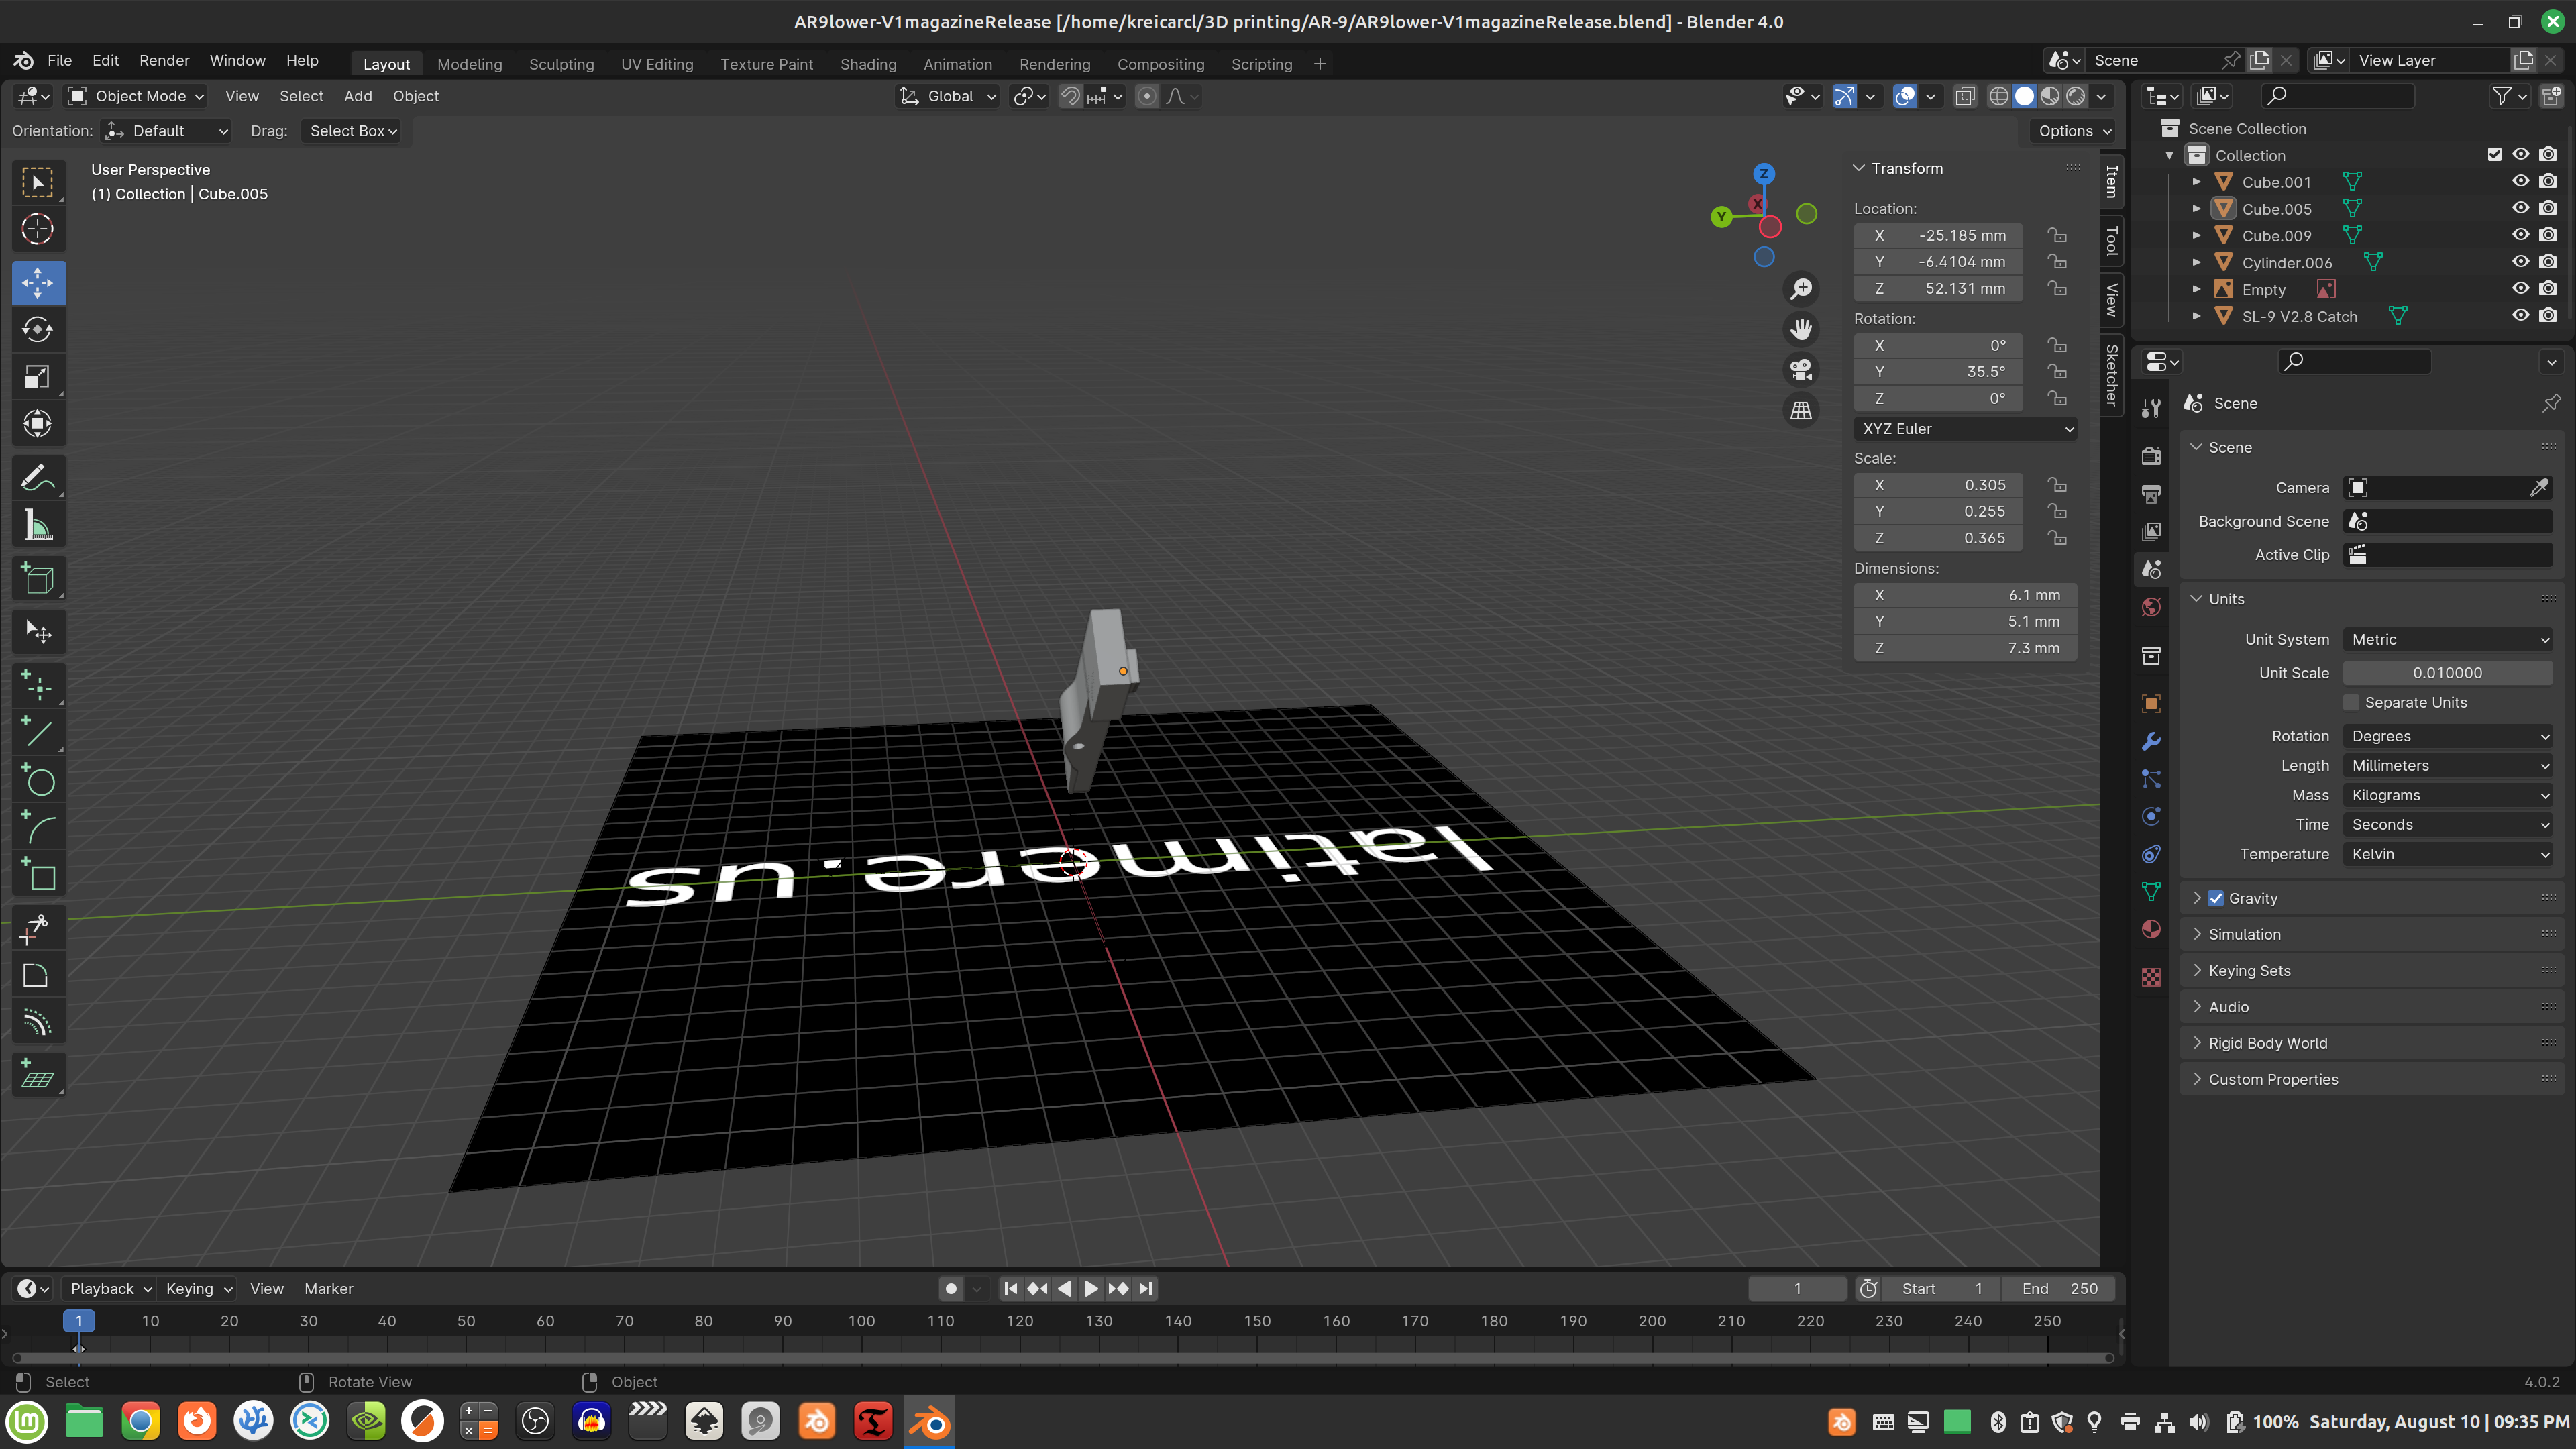 AR9lower-V1magazineRelease [/home/kreicarcl/3D printing/AR-9/AR9lower-V1magazineRelease.blend] - Blender 4.0
File Edit Render Window Help
Layout Modeling Sculpting UV Editing Texture Paint Shading Animation Rendering Compositing Scripting +
Scene
View Layer
Object Mode View Select Add Object
Global
Orientation: Default Drag: Select Box
Options
User Perspective
(1) Collection | Cube.005
Z
Y
X
Transform
Location:
X -25.185 mm
Y -6.4104 mm
Z 52.131 mm
Rotation:
X 0°
Y 35.5°
Z 0°
XYZ Euler
Scale:
X 0.305
Y 0.255
Z 0.365
Dimensions:
X 6.1 mm
Y 5.1 mm
Z 7.3 mm
Item
Tool
View
Sketcher
Scene Collection
Collection
Cube.001
Cube.005
Cube.009
Cylinder.006
Empty
SL-9 V2.8 Catch
Scene
Scene
Camera
Background Scene
Active Clip
Units
Unit System Metric
Unit Scale 0.010000
Separate Units
Rotation Degrees
Length Millimeters
Mass Kilograms
Time Seconds
Temperature Kelvin
Gravity
Simulation
Keying Sets
Audio
Rigid Body World
Custom Properties
latimere.us
Playback Keying View Marker
1
Start 1
End 250
1 10 20 30 40 50 60 70 80 90 100 110 120 130 140 150 160 170 180 190 200 210 220 230 240 250
Select
Rotate View
Object
4.0.2
100% Saturday, August 10 | 09:35 PM